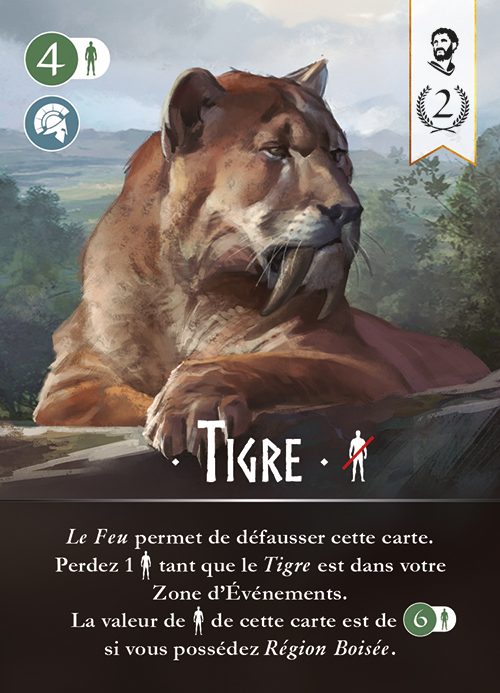 4
2
· TIGRE ·
Le Feu permet de défausser cette carte.
Perdez 1 tant que le Tigre est dans votre
Zone d'Événements.
La valeur de de cette carte est de 6
si vous possédez Région Boisée.